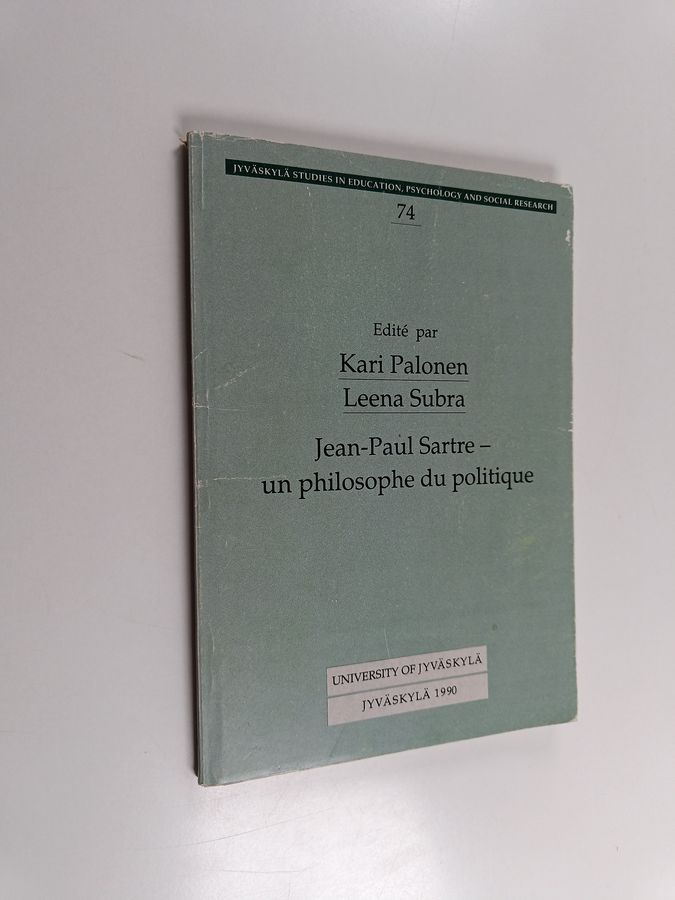 JYVÄSKYLÄ STUDIES IN EDUCATION, PSYCHOLOGY AND SOCIAL RESEARCH
74
Edité par
Kari Palonen
Leena Subra
Jean-Paul Sartre –
un philosophe du politique
UNIVERSITY OF JYVÄSKYLÄ
JYVÄSKYLÄ 1990